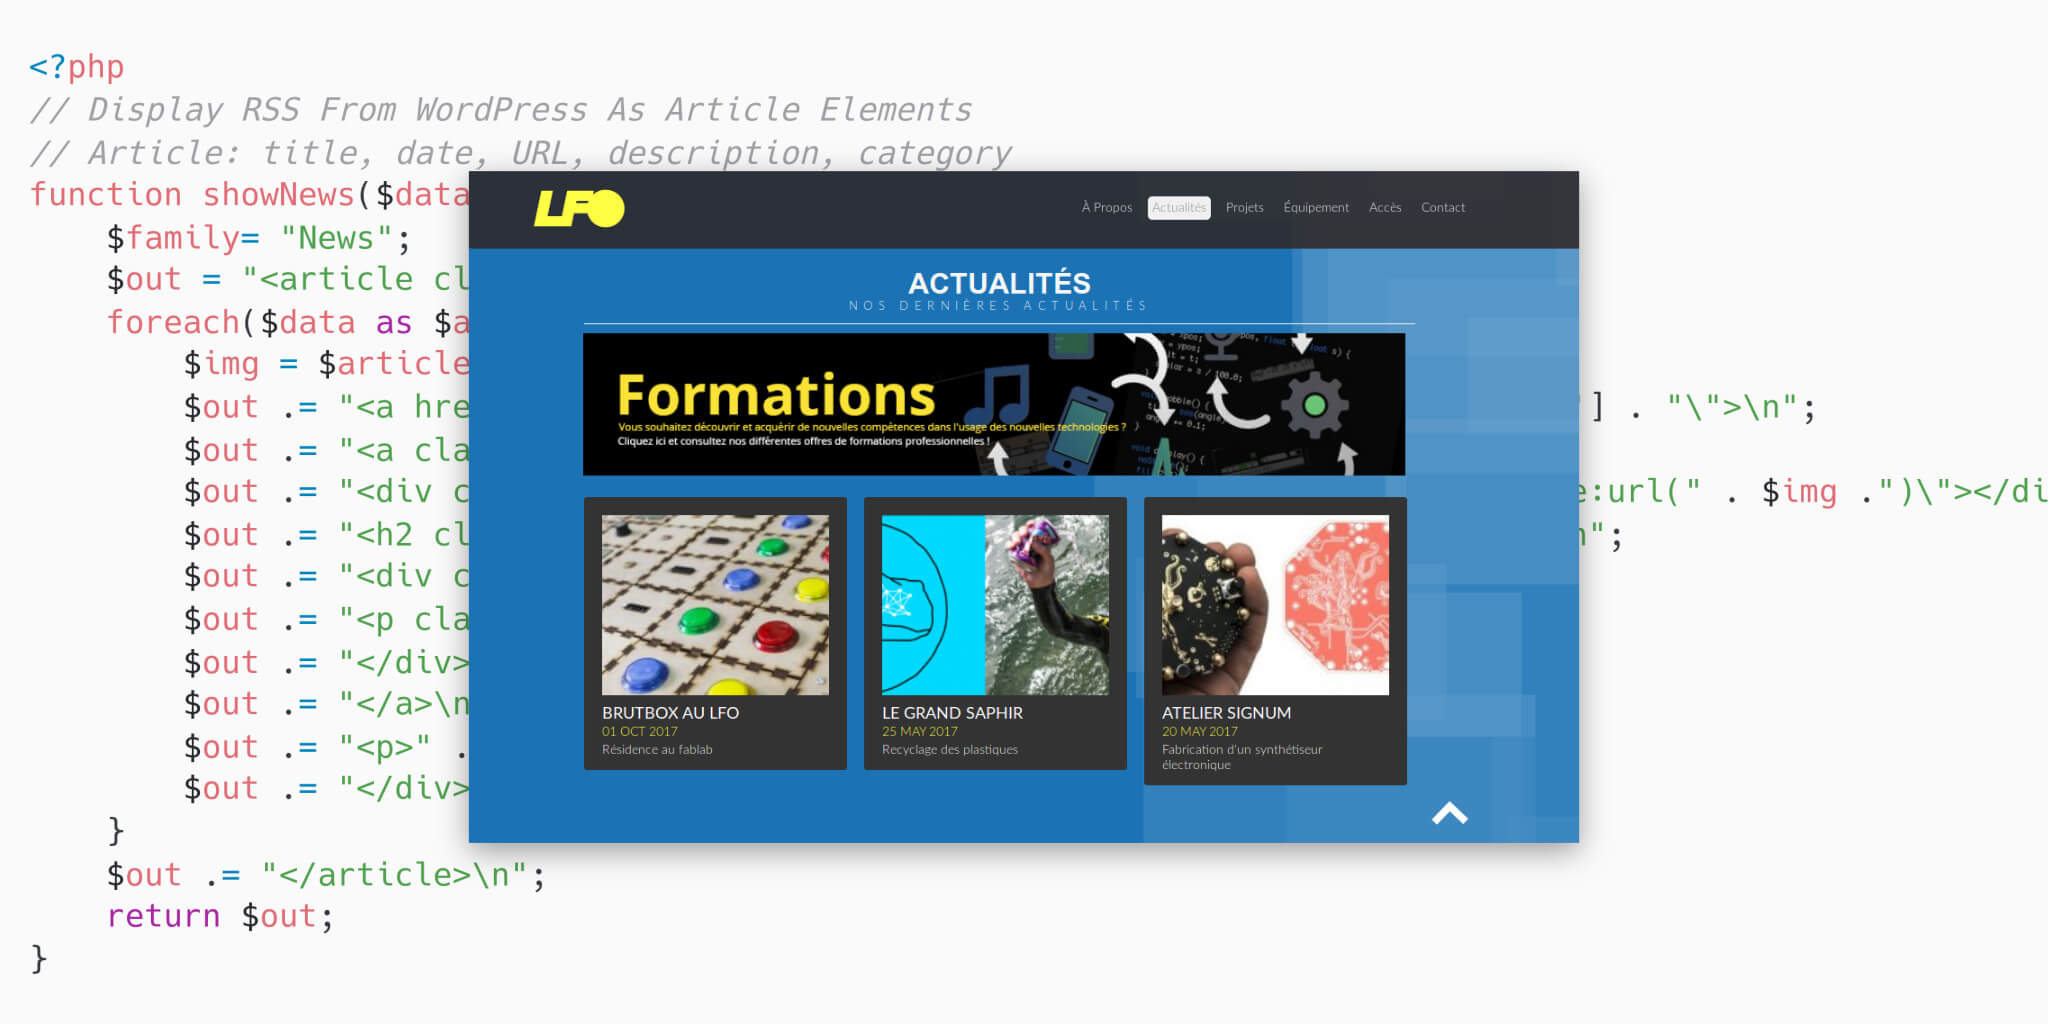 <?php
// Display RSS From WordPress As Article Elements
// Article: title, date, URL, description, category
function showNews($data
$family= "News";
$out = "<article cl
foreach($data as $a
$img = $article
$out .= "<a hre
] . "\">\n";
$out .= "<a cla
$out .= "<div c
e:url(" . $img .")\"></di
$out .= "<h2 cl
n";
$out .= "<div c
$out .= "<p cla
$out .= "</div>
$out .= "</a>\n
$out .= "<p>" .
$out .= "</div>
}
$out .= "</article>\n";
return $out;
}
LFO
À Propos Actualités Projets Équipement Accès Contact
ACTUALITÉS
NOS DERNIÈRES ACTUALITÉS
Formations
Vous souhaitez découvrir et acquérir de nouvelles compétences dans l'usage des nouvelles technologies ?
Cliquez ici et consultez nos différentes offres de formations professionnelles !
BRUTBOX AU LFO
01 OCT 2017
Résidence au fablab
LE GRAND SAPHIR
25 MAY 2017
Recyclage des plastiques
ATELIER SIGNUM
20 MAY 2017
Fabrication d'un synthétiseur
électronique